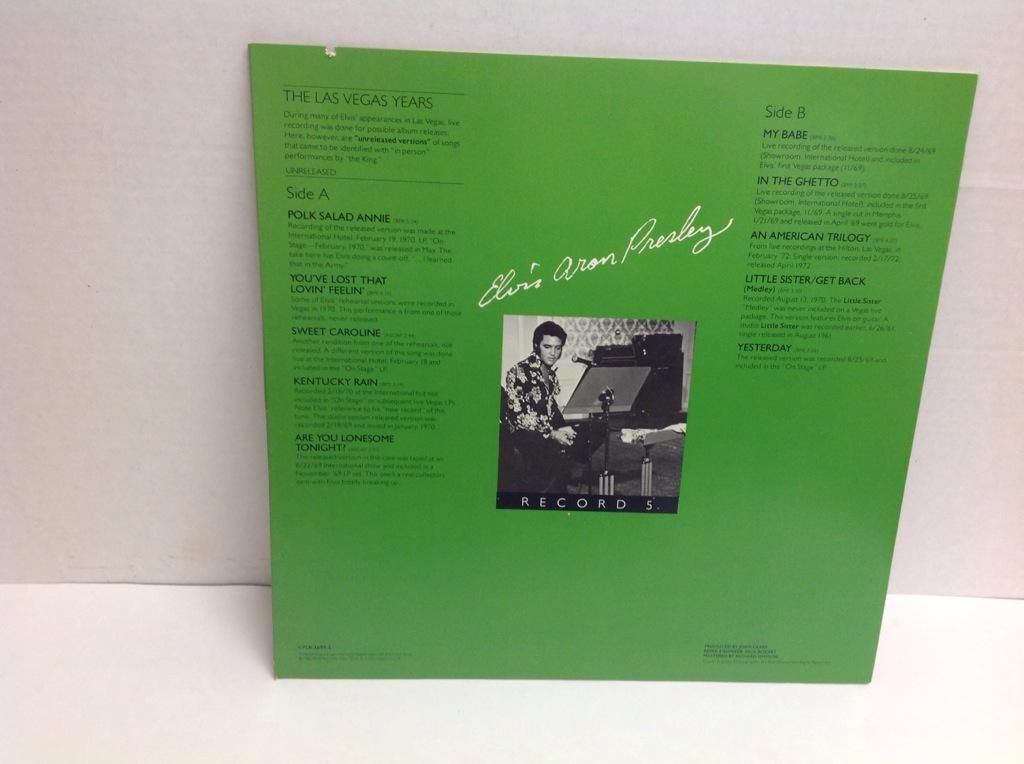 THE LAS VEGAS YEARS
During many of Elvis' appearances in Las Vegas, live
recording was done for possible album releases.
Here, however, are "unreleased versions" of songs
that came to be identified with "in person"
performances by "the King."
UNRELEASED
Side A
POLK SALAD ANNIE
Recording of the released version was made at the
International Hotel, February 19, 1970. LP, "On
Stage—February, 1970," was released in May. The
take here has Elvis doing a count-off, "... I learned
that in the Army."
YOU'VE LOST THAT
LOVIN' FEELIN'
Some of Elvis' rehearsal sessions were recorded in
Vegas in 1970. This performance is from one of those
rehearsals, never released.
SWEET CAROLINE
Another rendition from one of the rehearsals, not
released. A different version of this song was done
live at the International Hotel, February 18 and
included in the "On Stage" LP.
KENTUCKY RAIN
Recorded 2/18/70 at the International but not
included in "On Stage" or subsequent live Vegas LPs.
Note Elvis' reference to his "new record" of this
tune. The studio session released version was
recorded 2/19/69 and issued in January, 1970.
ARE YOU LONESOME
TONIGHT?
The released version in this case was taped at an
8/22/69 International show and included in a
November '69 LP set. This one's a real collectors
item with Elvis totally breaking up.
Elvis Aron Presley
RECORD 5
Side B
MY BABE
Live recording of the released version done 8/24/69
(Showroom, International Hotel) and included in
Elvis' first Vegas package (11/69).
IN THE GHETTO
Live recording of the released version done 8/25/69
(Showroom, International Hotel), included in the first
Vegas package, 11/69. A single cut in Memphis
1/21/69 and released in April '69 went gold for Elvis.
AN AMERICAN TRILOGY
From live recordings at the Hilton, Las Vegas, in
February '72. Single version: recorded 2/17/72;
released April 1972.
LITTLE SISTER/GET BACK
(Medley)
Recorded August 13, 1970. The Little Sister
"Medley" was never included on a Vegas live
package. This version features Elvis on guitar. A
studio Little Sister was recorded earlier, 6/26/61,
single released in August 1961.
YESTERDAY
The released version was recorded 8/25/69 and
included in the "On Stage" LP.